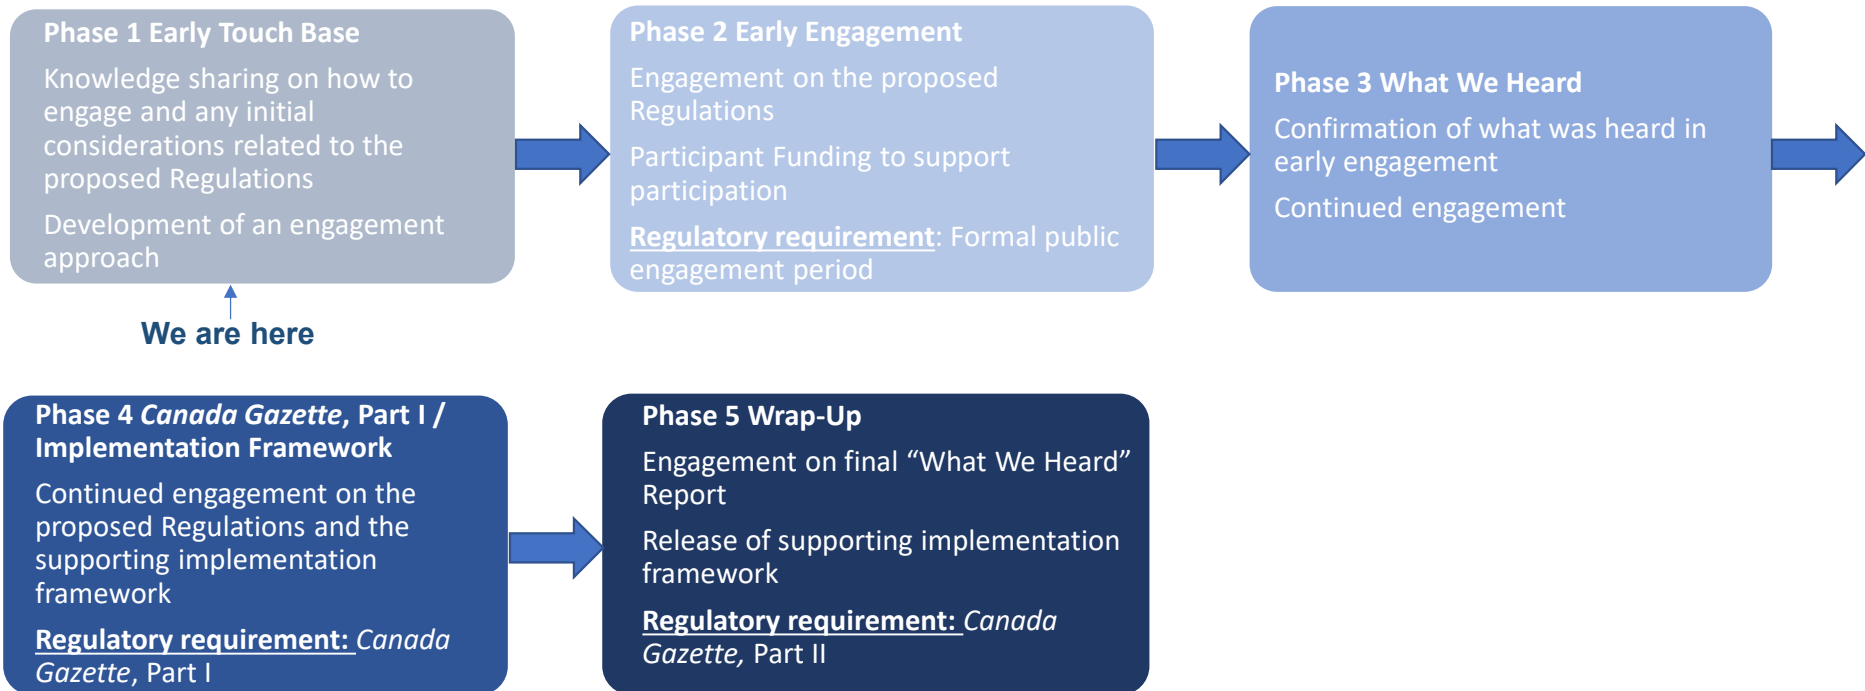 Phase 1 Early Touch Base
Knowledge sharing on how to
engage and any initial
considerations related to the
proposed Regulations
Development of an engagement
approach
We are here
Phase 2 Early Engagement
Engagement on the proposed
Regulations
Participant Funding to support
participation
Regulatory requirement: Formal public
engagement period
Phase 3 What We Heard
Confirmation of what was heard in
early engagement
Continued engagement
Phase 4 Canada Gazette, Part I /
Implementation Framework
Continued engagement on the
proposed Regulations and the
supporting implementation
framework
Regulatory requirement: Canada
Gazette, Part I
Phase 5 Wrap-Up
Engagement on final “What We Heard”
Report
Release of supporting implementation
framework
Regulatory requirement: Canada
Gazette, Part II